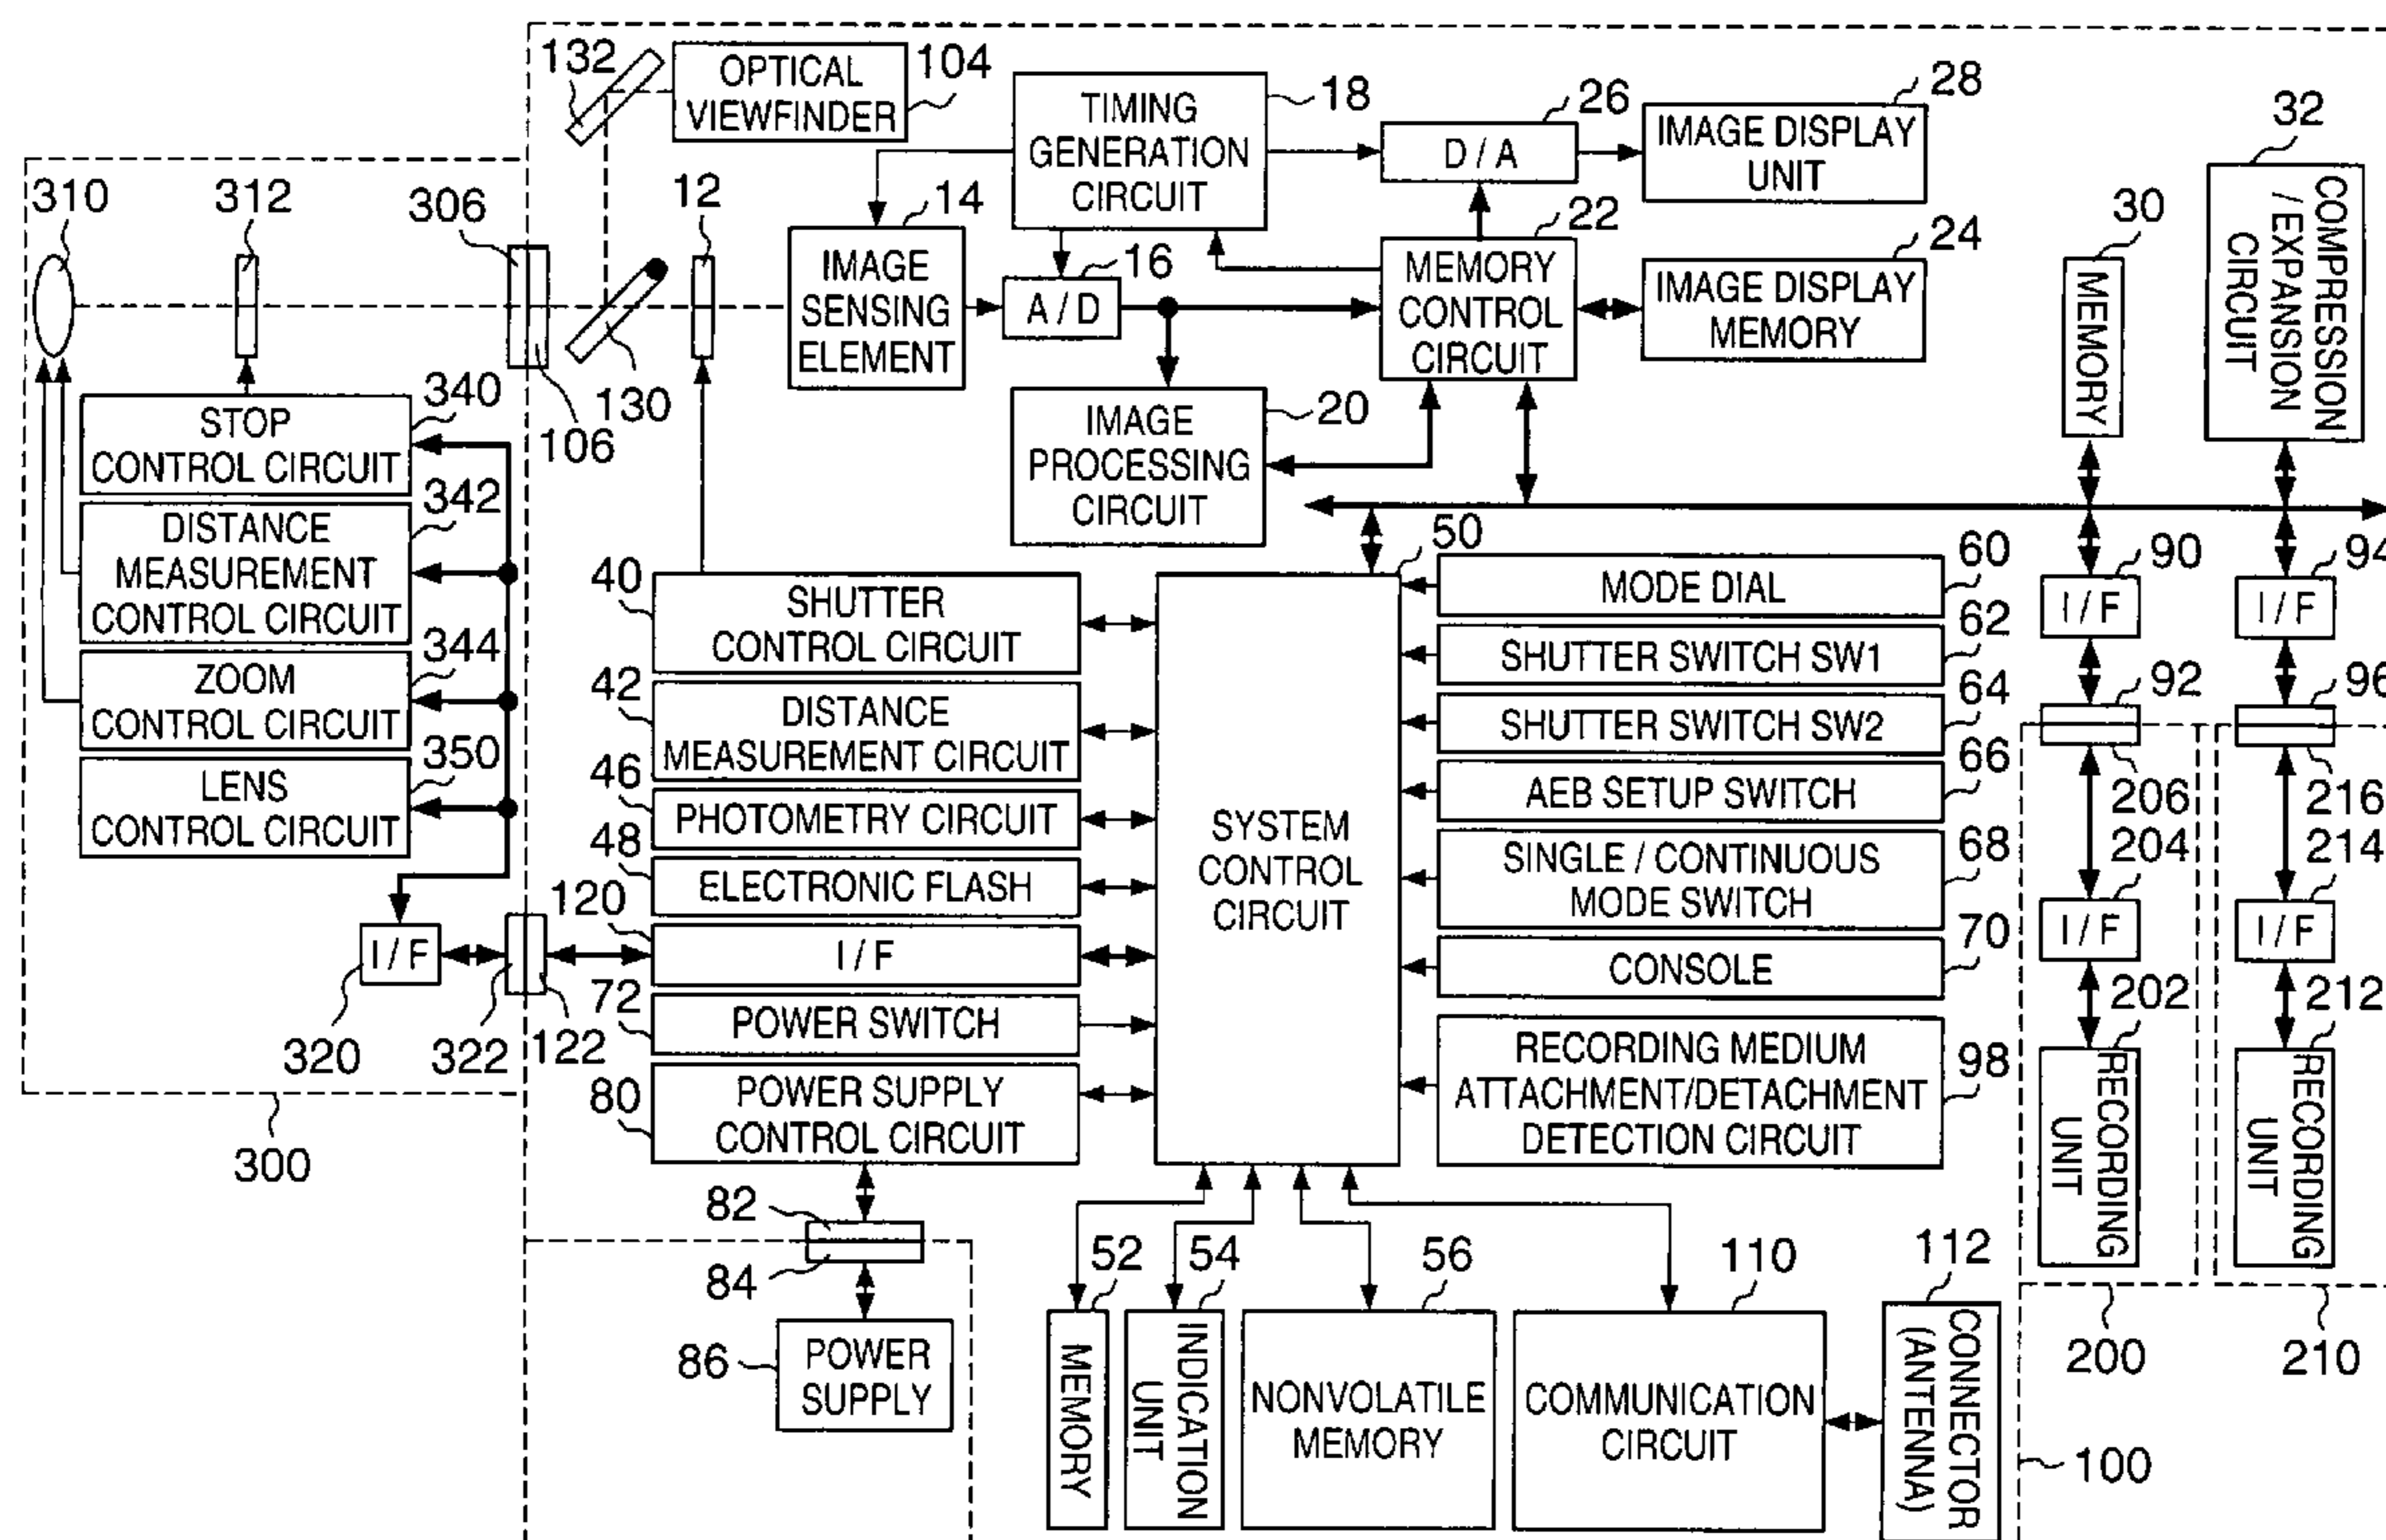 132
OPTICAL
VIEWFINDER
104
TIMING
GENERATION
CIRCUIT
18
26
D / A
28
IMAGE DISPLAY
UNIT
32
COMPRESSION
/ EXPANSION
CIRCUIT
310
312
306
12
14
IMAGE
SENSING
ELEMENT
16
A / D
22
MEMORY
CONTROL
CIRCUIT
24
IMAGE DISPLAY
MEMORY
30
MEMORY
130
106
20
IMAGE
PROCESSING
CIRCUIT
340
STOP
CONTROL CIRCUIT
342
DISTANCE
MEASUREMENT
CONTROL CIRCUIT
344
ZOOM
CONTROL CIRCUIT
350
LENS
CONTROL CIRCUIT
I / F
320
322
122
300
40
SHUTTER
CONTROL CIRCUIT
42
DISTANCE
MEASUREMENT CIRCUIT
46
PHOTOMETRY CIRCUIT
48
ELECTRONIC FLASH
120
I / F
72
POWER SWITCH
80
POWER SUPPLY
CONTROL CIRCUIT
82
84
86
POWER
SUPPLY
50
SYSTEM
CONTROL
CIRCUIT
60
MODE DIAL
62
SHUTTER SWITCH SW1
64
SHUTTER SWITCH SW2
66
AEB SETUP SWITCH
68
SINGLE / CONTINUOUS
MODE SWITCH
70
CONSOLE
RECORDING MEDIUM
ATTACHMENT/DETACHMENT
DETECTION CIRCUIT
98
90
I / F
92
206
204
I / F
202
RECORDING
UNIT
200
94
I / F
96
216
214
I / F
212
RECORDING
UNIT
210
52
MEMORY
54
INDICATION
UNIT
56
NONVOLATILE
MEMORY
110
COMMUNICATION
CIRCUIT
112
CONNECTOR
(ANTENNA)
100